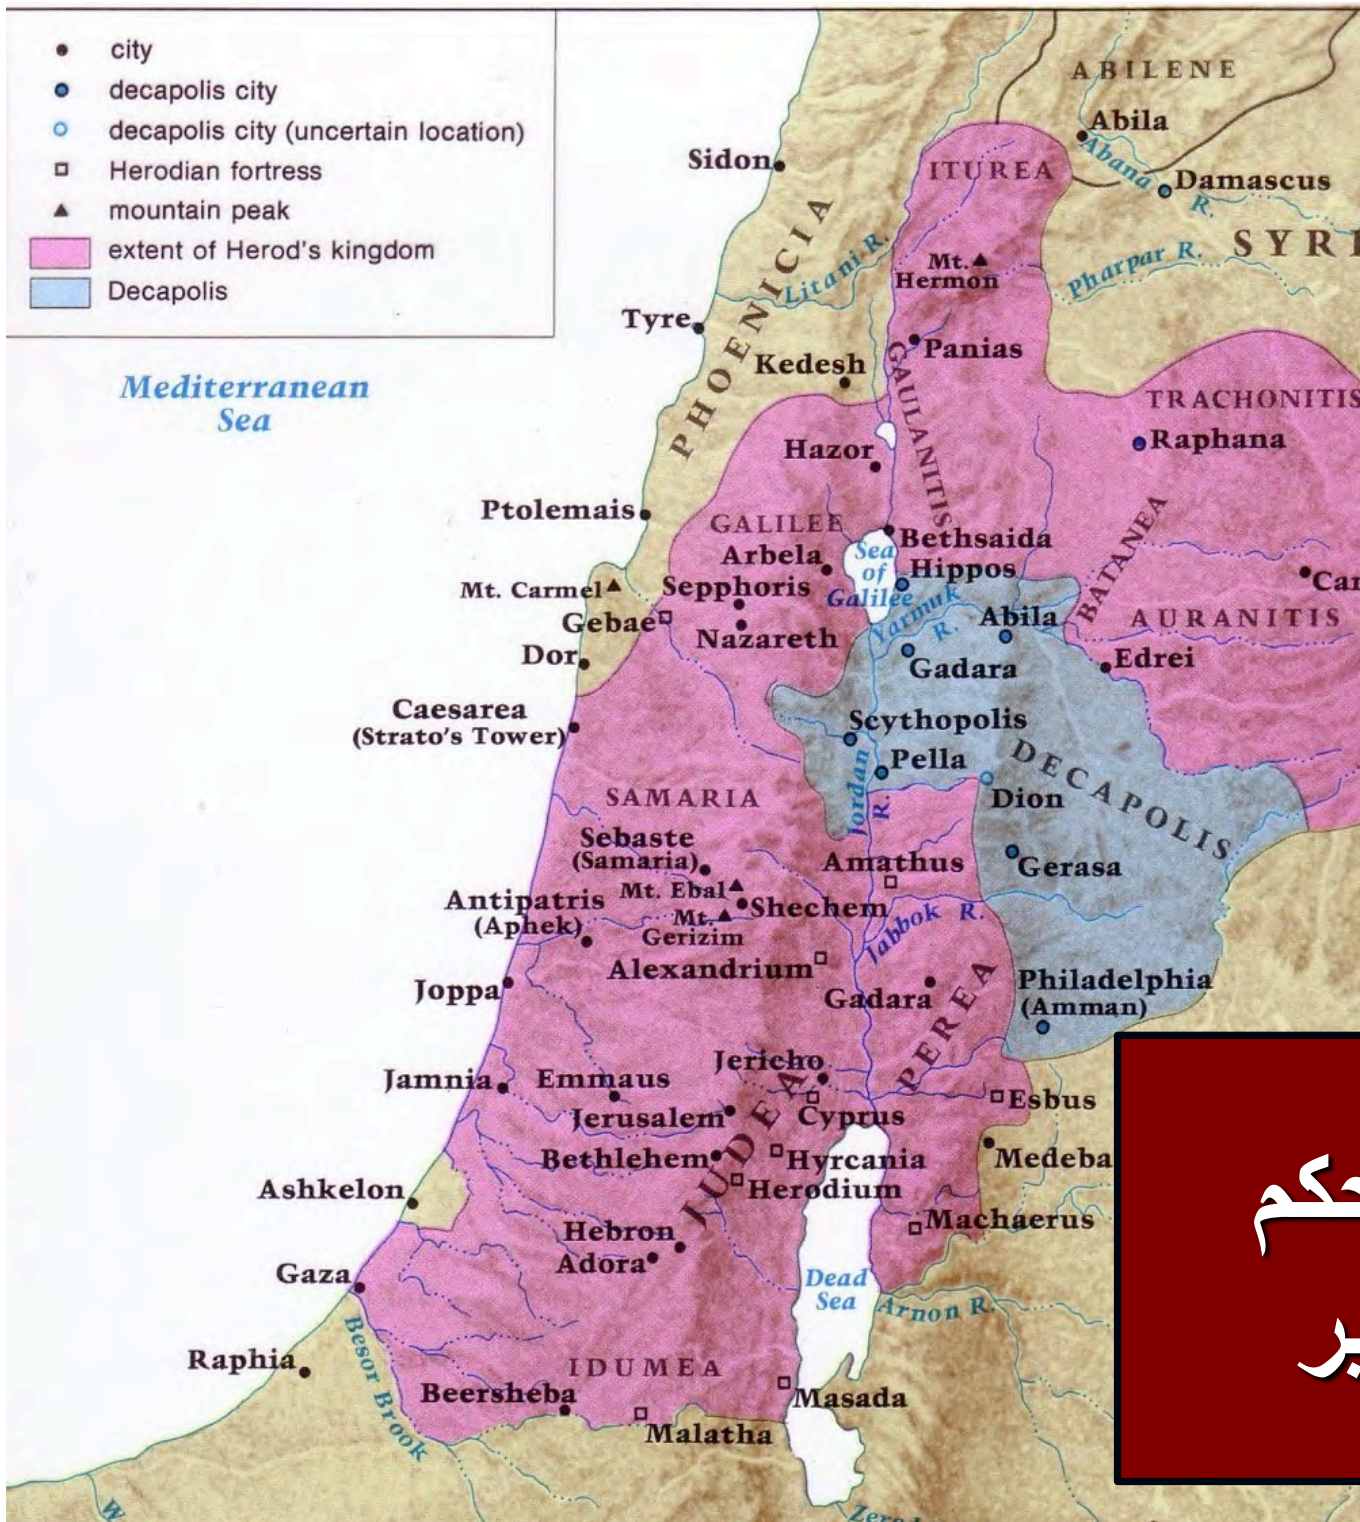 city
decapolis city
decapolis city (uncertain location)
Herodian fortress
mountain peak
extent of Herod's kingdom
Decapolis
ABILENE
Abila
Abana
R.
Sidon
ITUREA
Damascus
PHOENICIA
Litani R.
Mt.
Hermon
Pharpar R.
Tyre
Panias
Kedesh
Mediterranean
Sea
GAULANITIS
TRACHONITIS
Raphana
Hazor
Ptolemais
GALILEE
Bethsaida
BATANEA
Arbela
Sea
of
Galilee
Hippos
Mt. Carmel
Sepphoris
Yarmuk
R.
Abila
AURANITIS
Gebae
Nazareth
Dor
Gadara
Edrei
Caesarea
(Strato's Tower)
Scythopolis
Pella
DECAPOLIS
Jordan
R.
Dion
SAMARIA
Sebaste
(Samaria)
Amathus
Gerasa
Mt. Ebal
Antipatris
(Aphek)
Shechem
Mt.
Gerizim
Jabbok R.
Alexandrium
Joppa
Gadara
PEREA
Philadelphia
(Amman)
Jericho
Jamnia
Emmaus
Cyprus
Esbus
Jerusalem
JUDEA
Bethlehem
Hyrcania
Medeba
Herodium
Ashkelon
Machaerus
Hebron
Adora
Gaza
Dead
Sea
Arnon R.
Besor Brook
Raphia
IDUMEA
Beersheba
Masada
Malatha